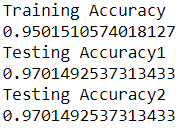 Training Accuracy
0.9501510574018127
Testing Accuracy1
0.9701492537313433
Testing Accuracy2
0.9701492537313433